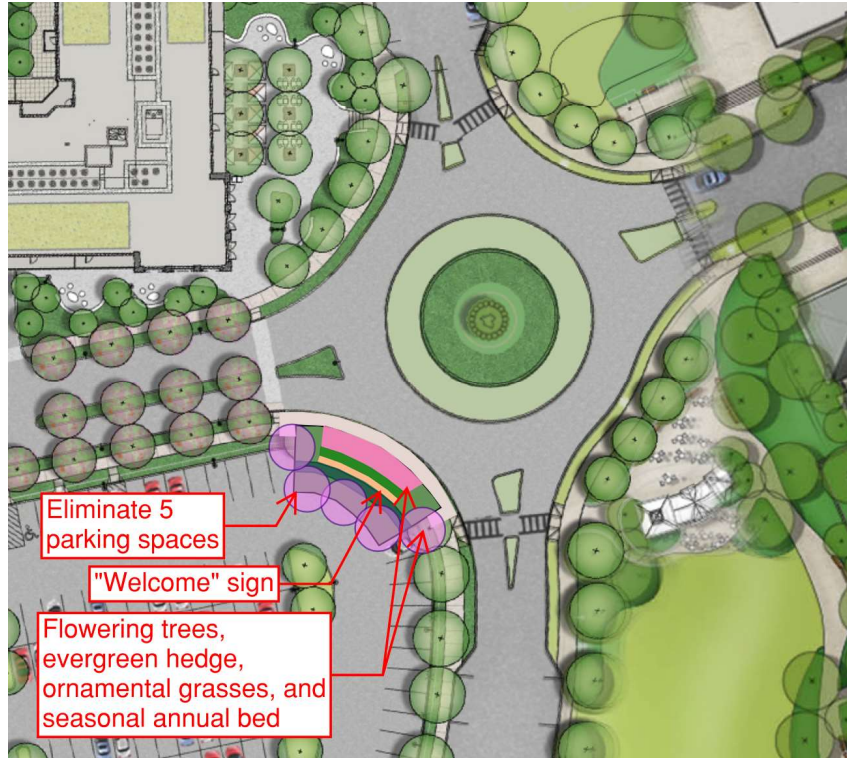 Eliminate 5
parking spaces
"Welcome" sign
Flowering trees,
evergreen hedge,
ornamental grasses, and
seasonal annual bed